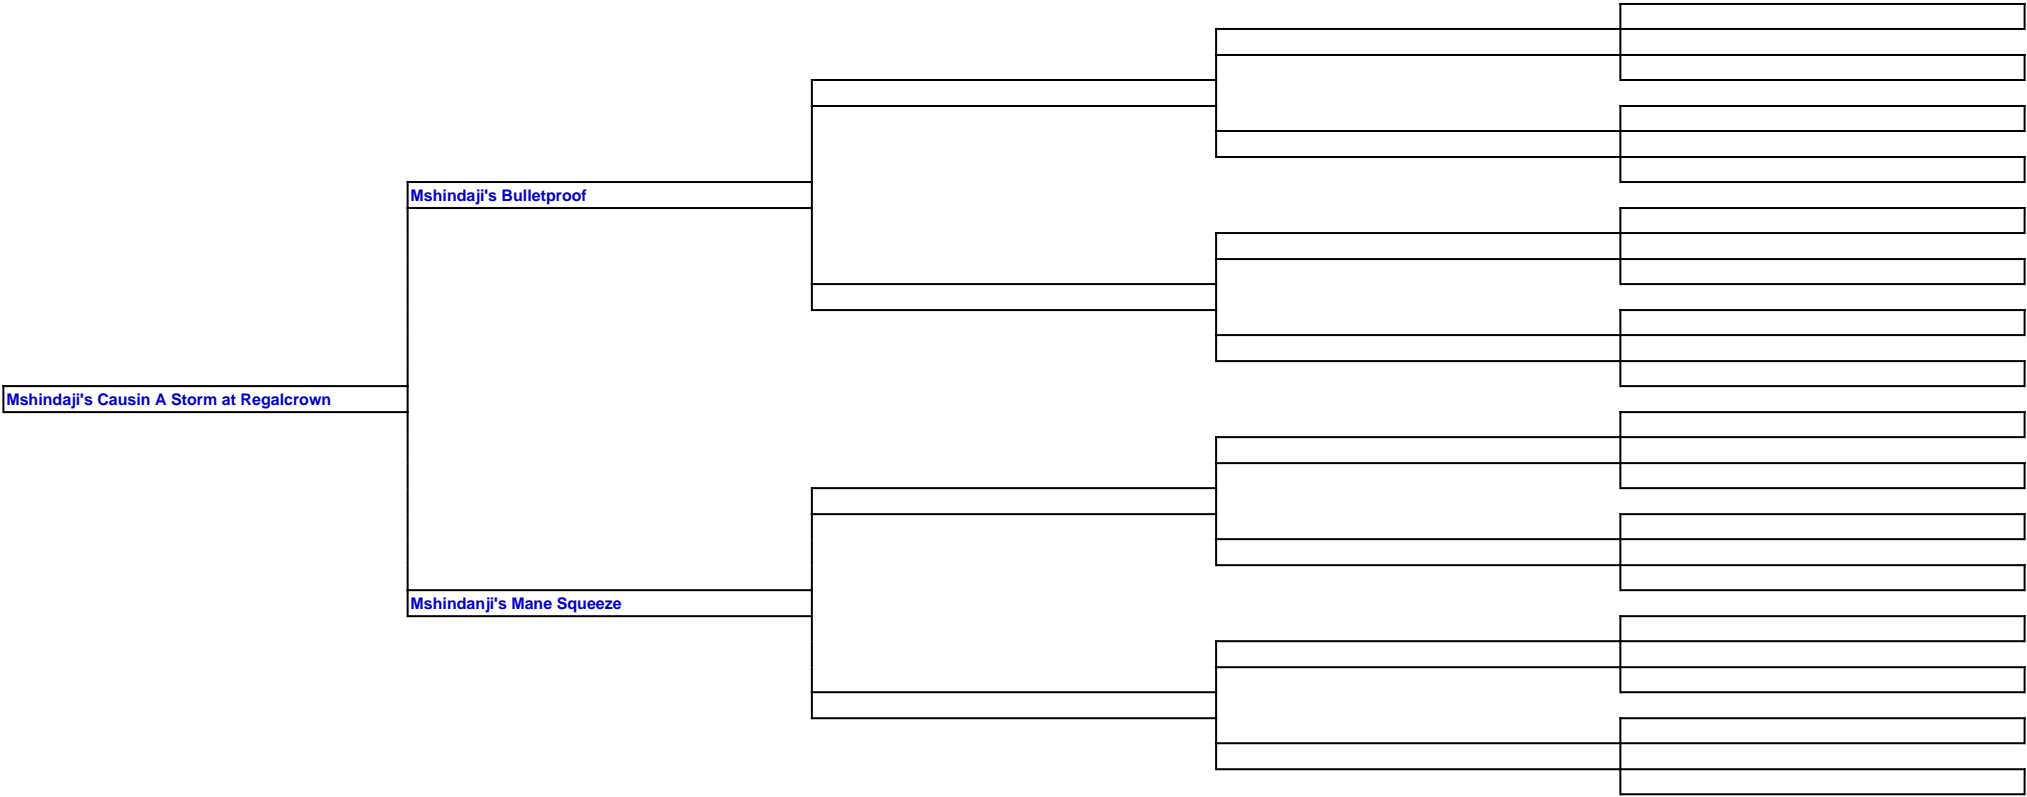 Mshindaji's Bulletproof
Mshindaji's Causin A Storm at Regalcrown
Mshindanji's Mane Squeeze